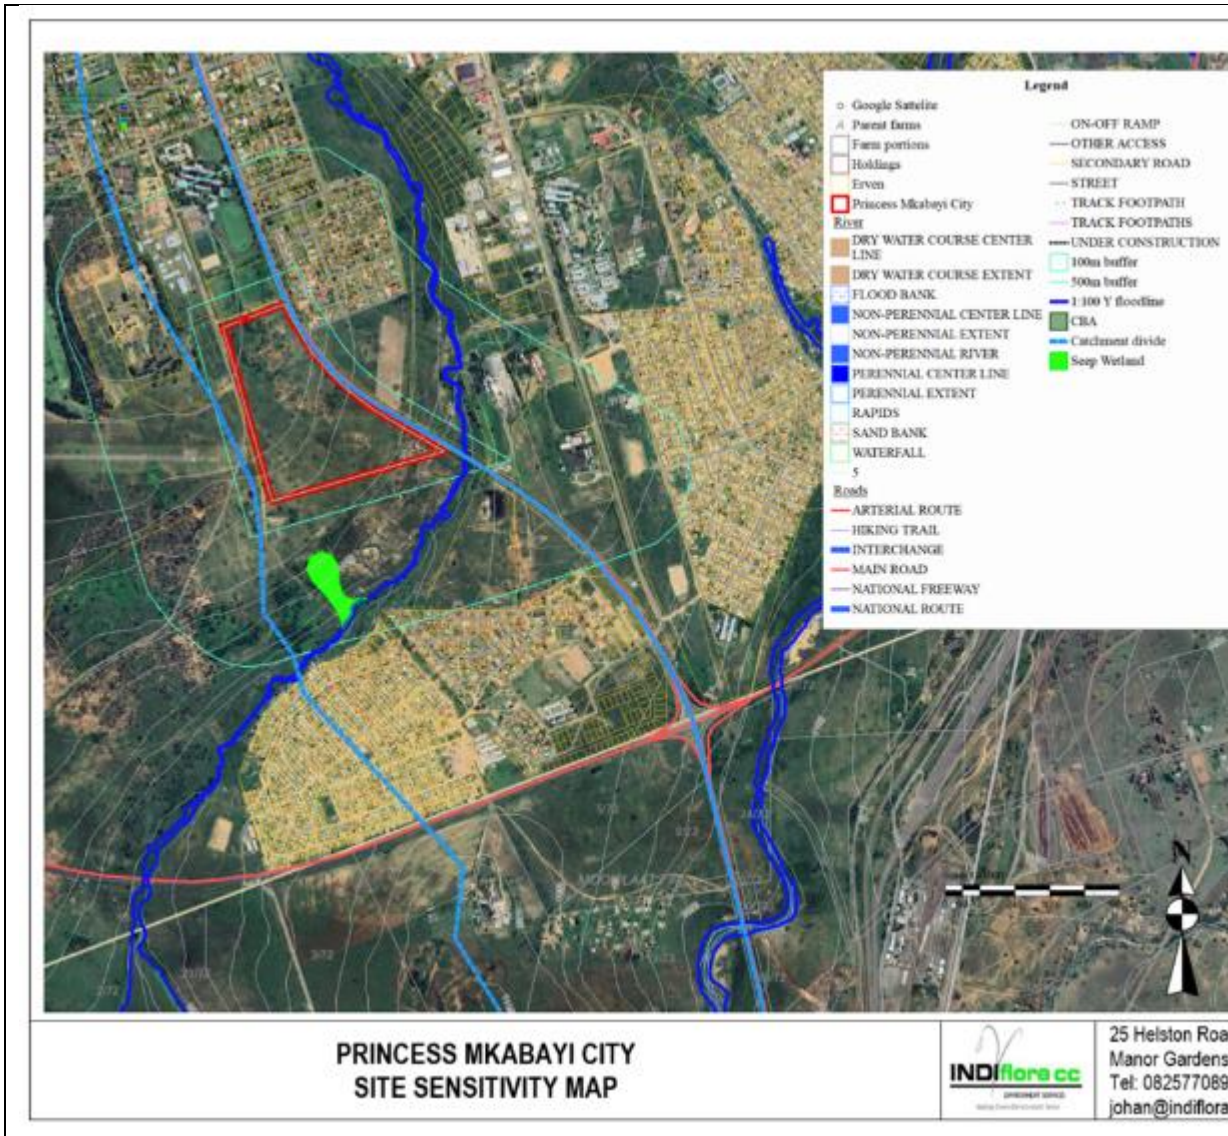 Legend
Google Sattelite
Parent farms
Farm portions
Holdings
Erven
Princess Mkabayi City
River
DRY WATER COURSE CENTER
LINE
DRY WATER COURSE EXTENT
FLOOD BANK
NON-PERENNIAL CENTER LINE
NON-PERENNIAL EXTENT
NON-PERENNIAL RIVER
PERENNIAL CENTER LINE
PERENNIAL EXTENT
RAPIDS
SAND BANK
WATERFALL
5
Roads
ARTERIAL ROUTE
HIKING TRAIL
INTERCHANGE
MAIN ROAD
NATIONAL FREEWAY
NATIONAL ROUTE
ON-OFF RAMP
OTHER ACCESS
SECONDARY ROAD
STREET
TRACK FOOTPATH
TRACK FOOTPATHS
UNDER CONSTRUCTION
100m buffer
500m buffer
1:100 Y floodline
CBA
Catchment divide
Seep Wetland
N
PRINCESS MKABAYI CITY
SITE SENSITIVITY MAP
INDIflora cc
25 Helston Roa
Manor Gardens
Tel: 082577089
johan@indiflora